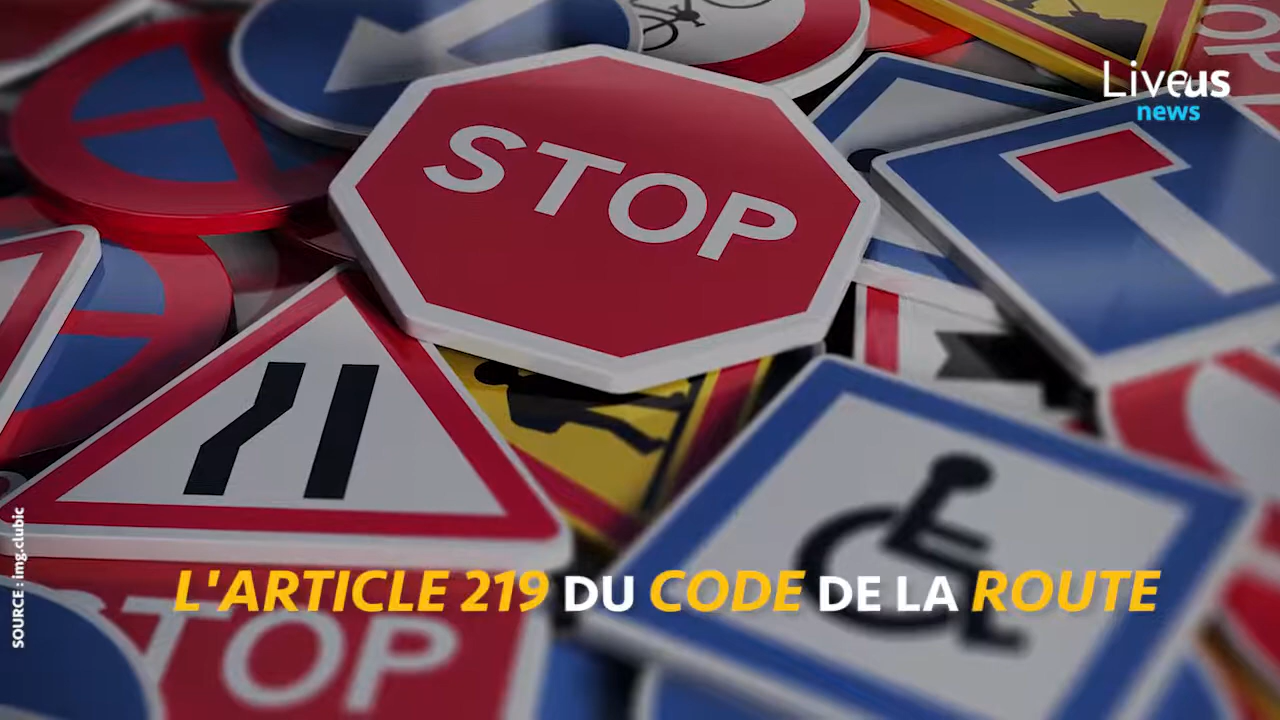 Liveus
news
STOP
STOP
SOURCE : img.clubic
L'ARTICLE 219 DU CODE DE LA ROUTE